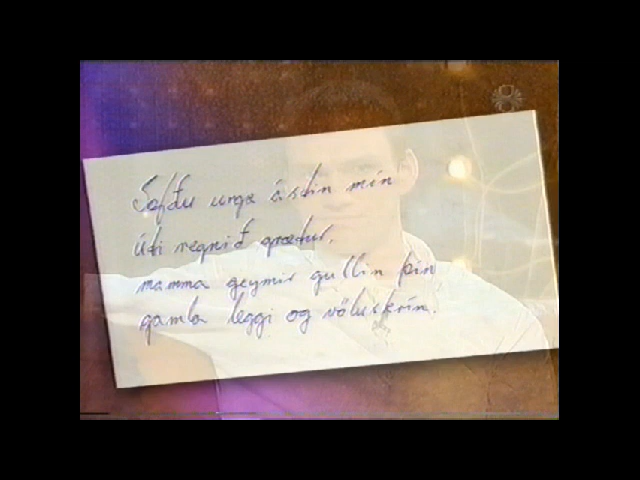 Sofðu unga ástin mín
úti regnið grætur.
mamma geymir gullin þín
gamla leggi og völuskrín.